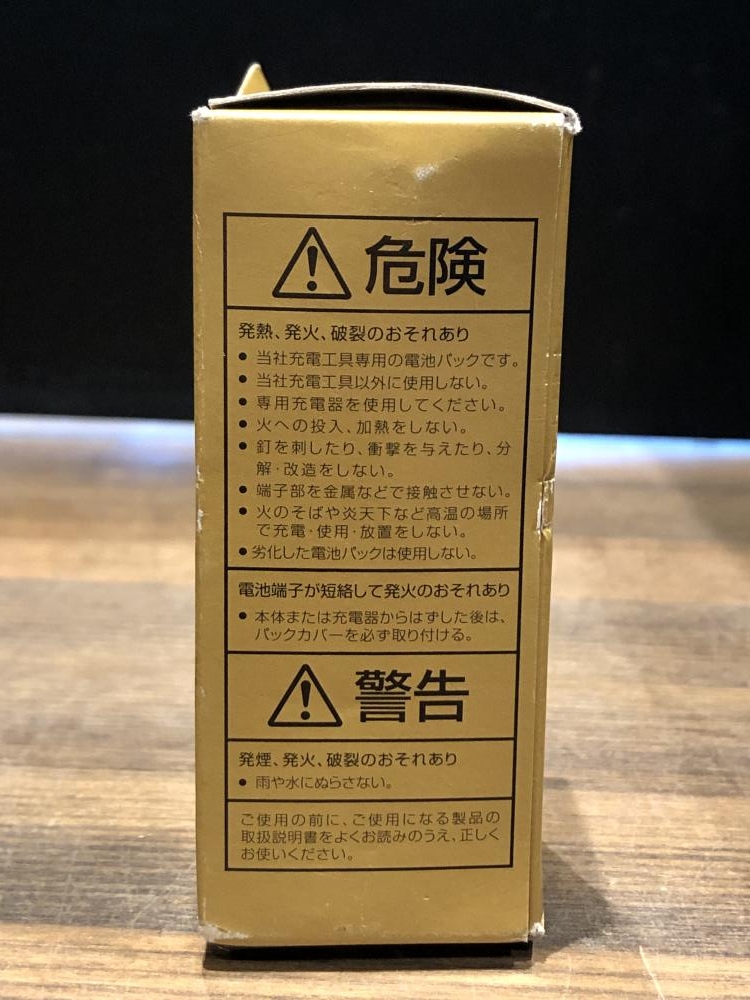 危険
発熱、発火、破裂のおそれあり
● 当社充電工具専用の電池パックです。
● 当社充電工具以外に使用しない。
● 専用充電器を使用してください。
● 火への投入、加熱をしない。
● 釘を刺したり、衝撃を与えたり、分
解・改造をしない。
● 端子部を金属などで接触させない。
● 火のそばや炎天下など高温の場所
で充電・使用・放置をしない。
● 劣化した電池パックは使用しない。
電池端子が短絡して発火のおそれあり
● 本体または充電器からはずした後は、
パックカバーを必ず取り付ける。
警告
発煙、発火、破裂のおそれあり
● 雨や水にぬらさない。
ご使用の前に、ご使用になる製品の
取扱説明書をよくお読みのうえ、正しく
お使いください。